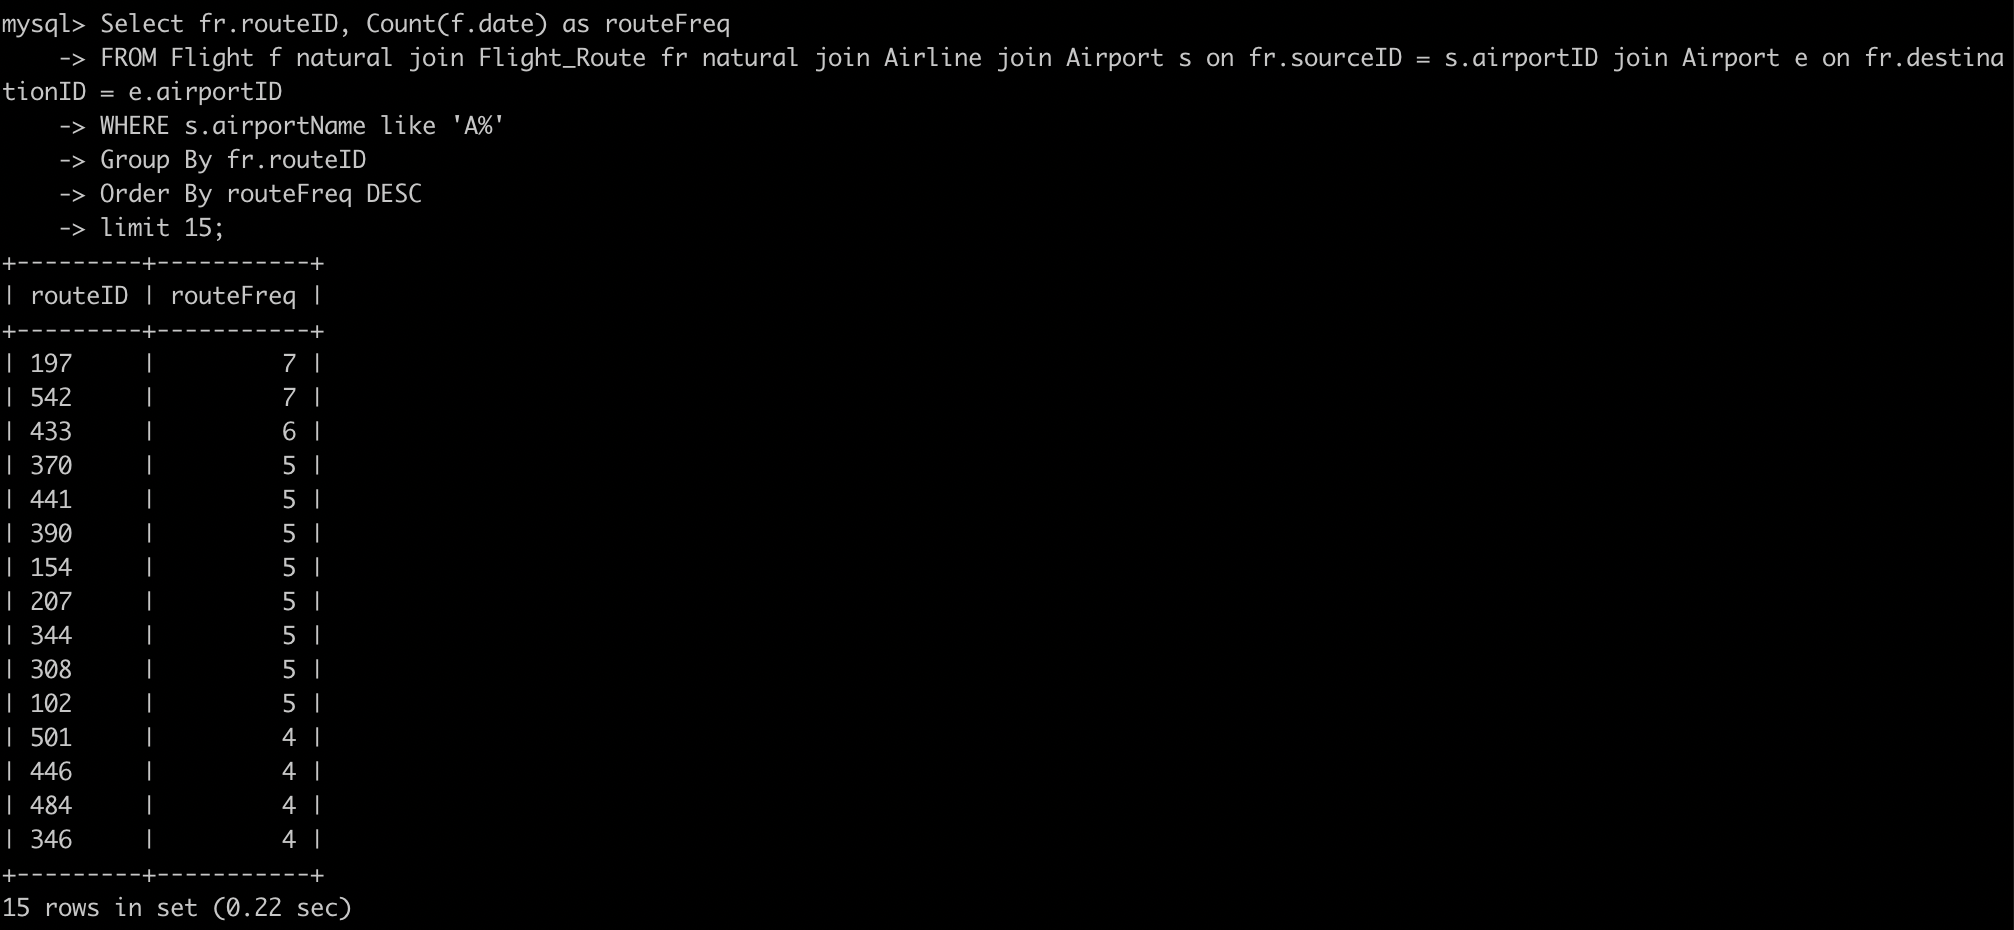 mysql> Select fr.routeID, Count(f.date) as routeFreq
    -> FROM Flight f natural join Flight_Route fr natural join Airline join Airport s on fr.sourceID = s.airportID join Airport e on fr.destina
tionID = e.airportID
    -> WHERE s.airportName like 'A%'
    -> Group By fr.routeID
    -> Order By routeFreq DESC
    -> limit 15;
+---------+-----------+
| routeID | routeFreq |
+---------+-----------+
| 197     |         7 |
| 542     |         7 |
| 433     |         6 |
| 370     |         5 |
| 441     |         5 |
| 390     |         5 |
| 154     |         5 |
| 207     |         5 |
| 344     |         5 |
| 308     |         5 |
| 102     |         5 |
| 501     |         4 |
| 446     |         4 |
| 484     |         4 |
| 346     |         4 |
+---------+-----------+
15 rows in set (0.22 sec)